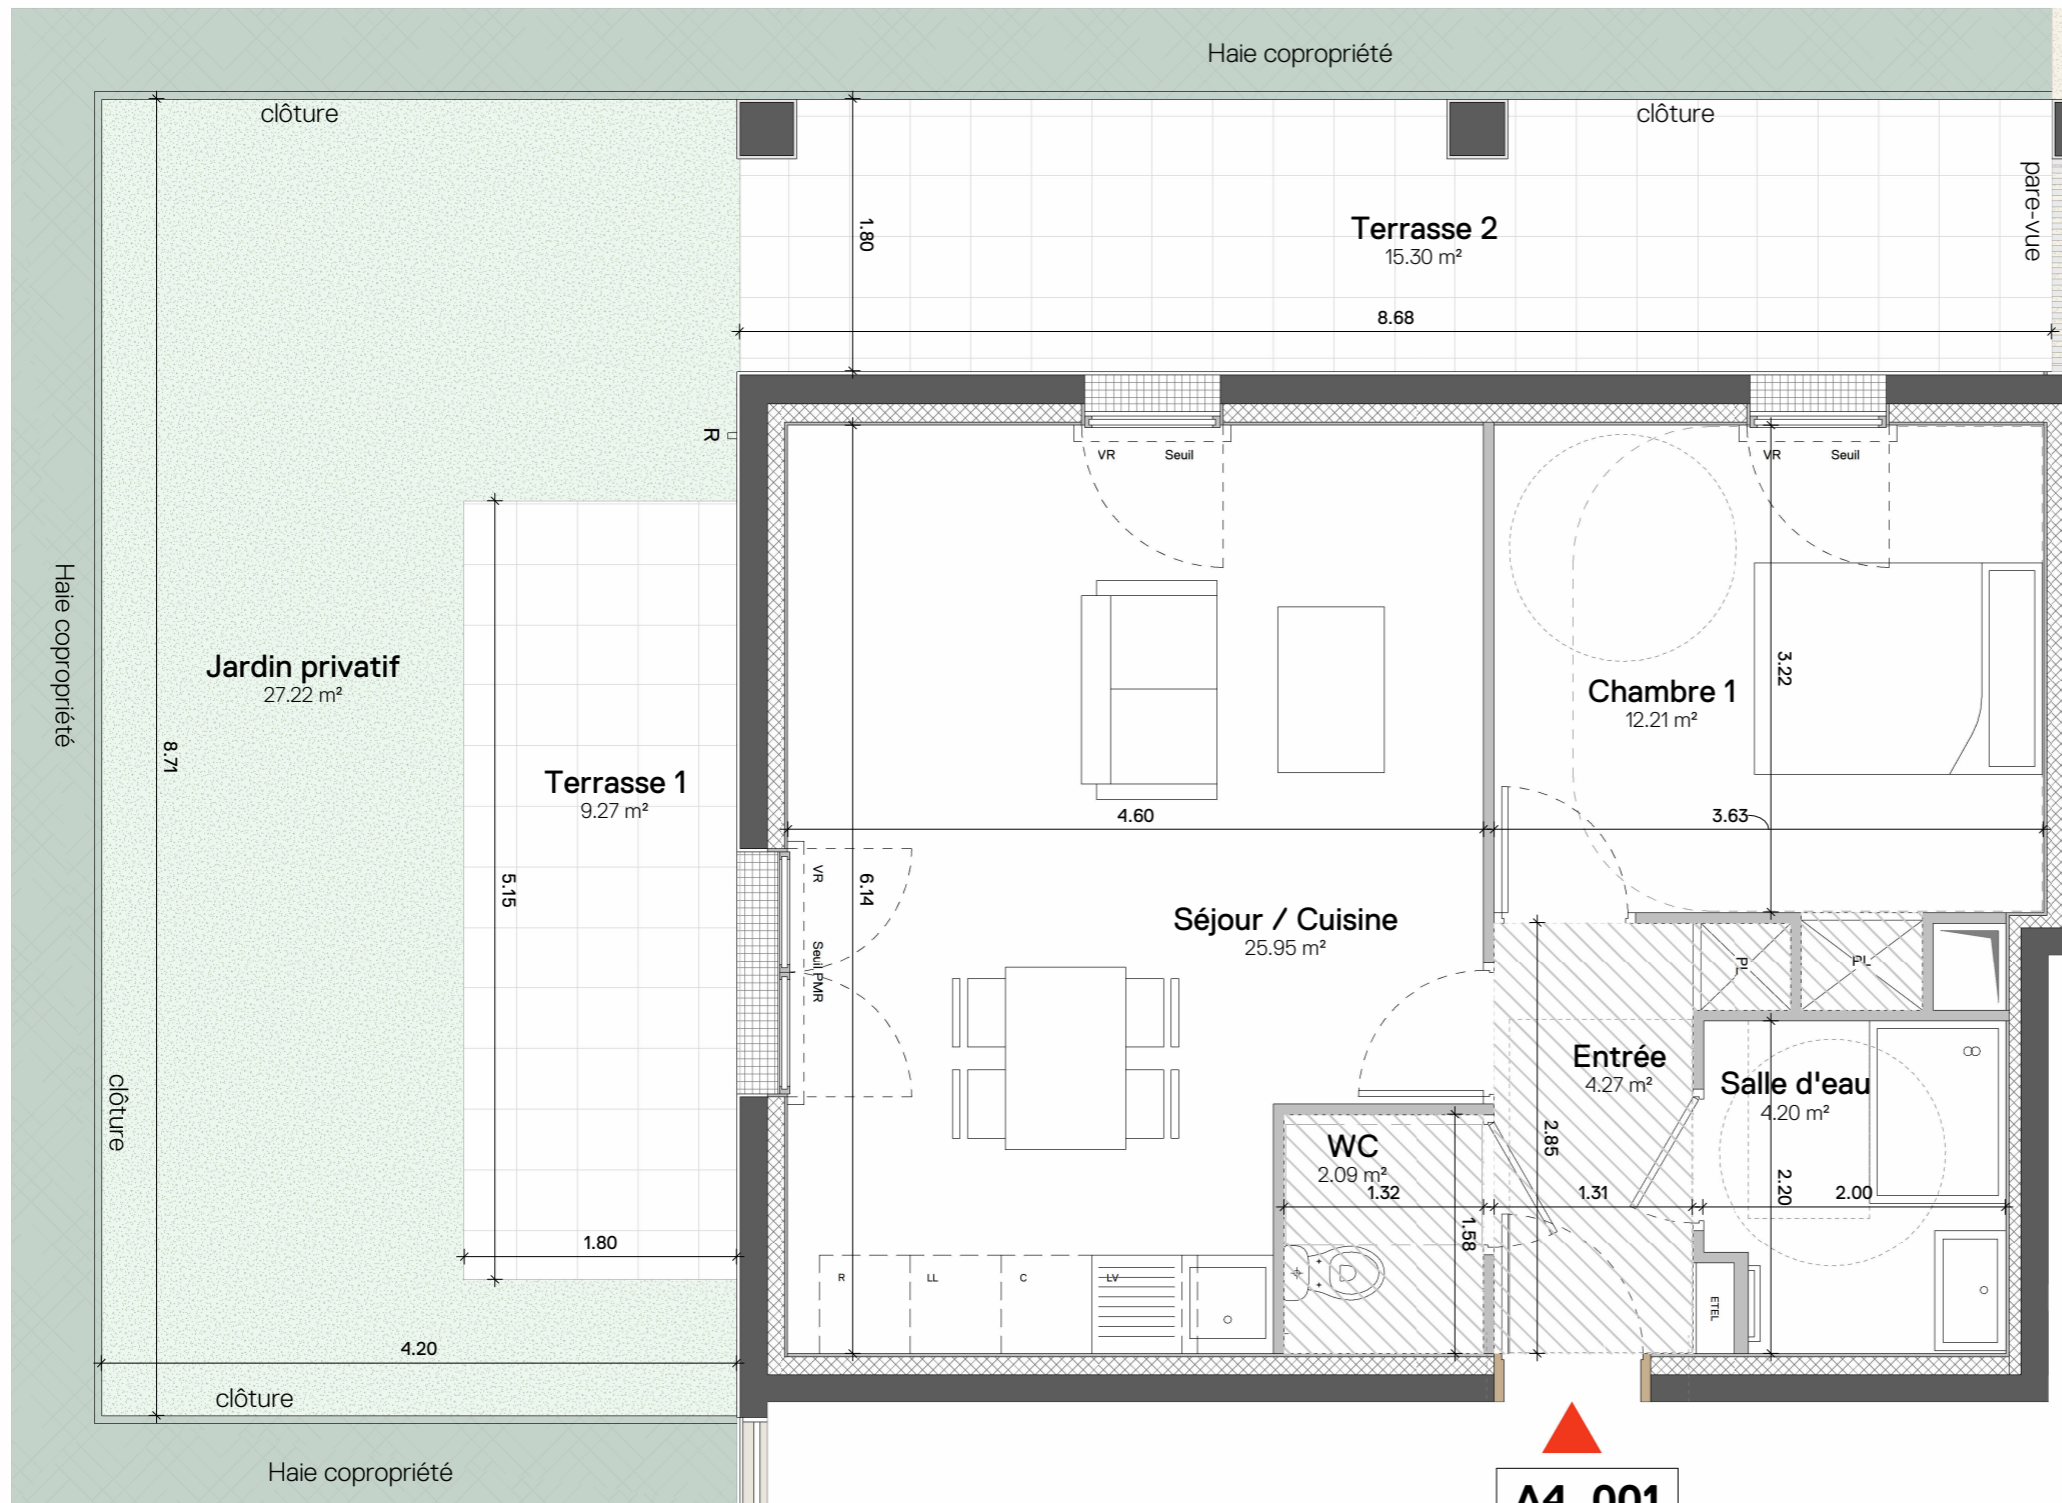 Haie copropriété
clôture
clôture
pare-vue
1.80
Terrasse 2
15.30 m²
8.68
R
VR
Seuil
VR
Seuil
Haie copropriété
Jardin privatif
27.22 m²
8.71
Terrasse 1
9.27 m²
5.15
4.60
3.22
Chambre 1
12.21 m²
3.63
VR
6.14
Seuil PMR
Séjour / Cuisine
25.95 m²
PL
PL
Entrée
4.27 m²
Salle d'eau
4.20 m²
clôture
WC
2.09 m²
2.85
1.32
1.31
2.20
2.00
1.58
1.80
R
LL
C
LV
ETEL
4.20
clôture
Haie copropriété
A4_001